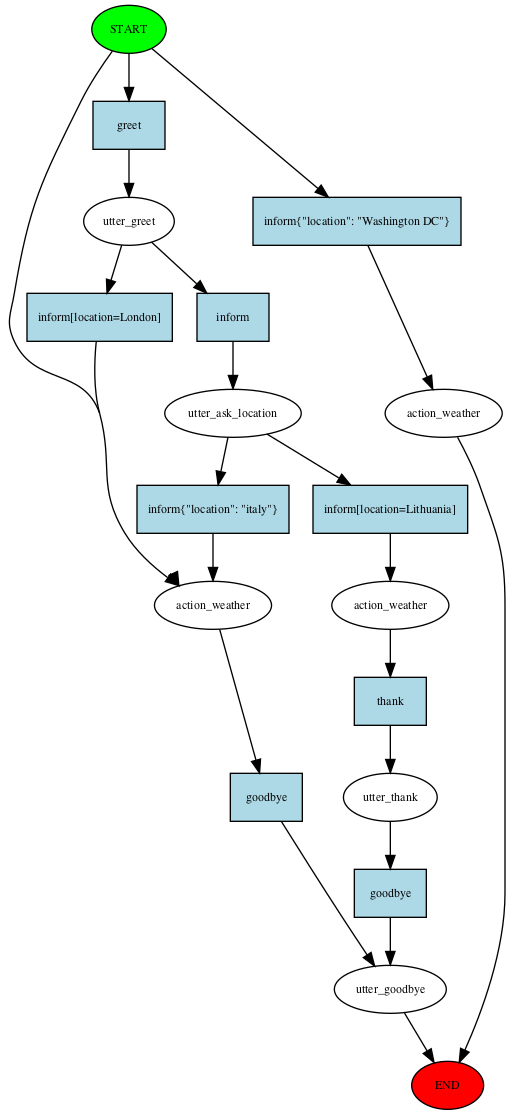 START
greet
utter_greet
inform{"location": "Washington DC"}
inform[location=London]
inform
utter_ask_location
action_weather
inform{"location": "italy"}
inform[location=Lithuania]
action_weather
action_weather
thank
goodbye
utter_thank
goodbye
utter_goodbye
END